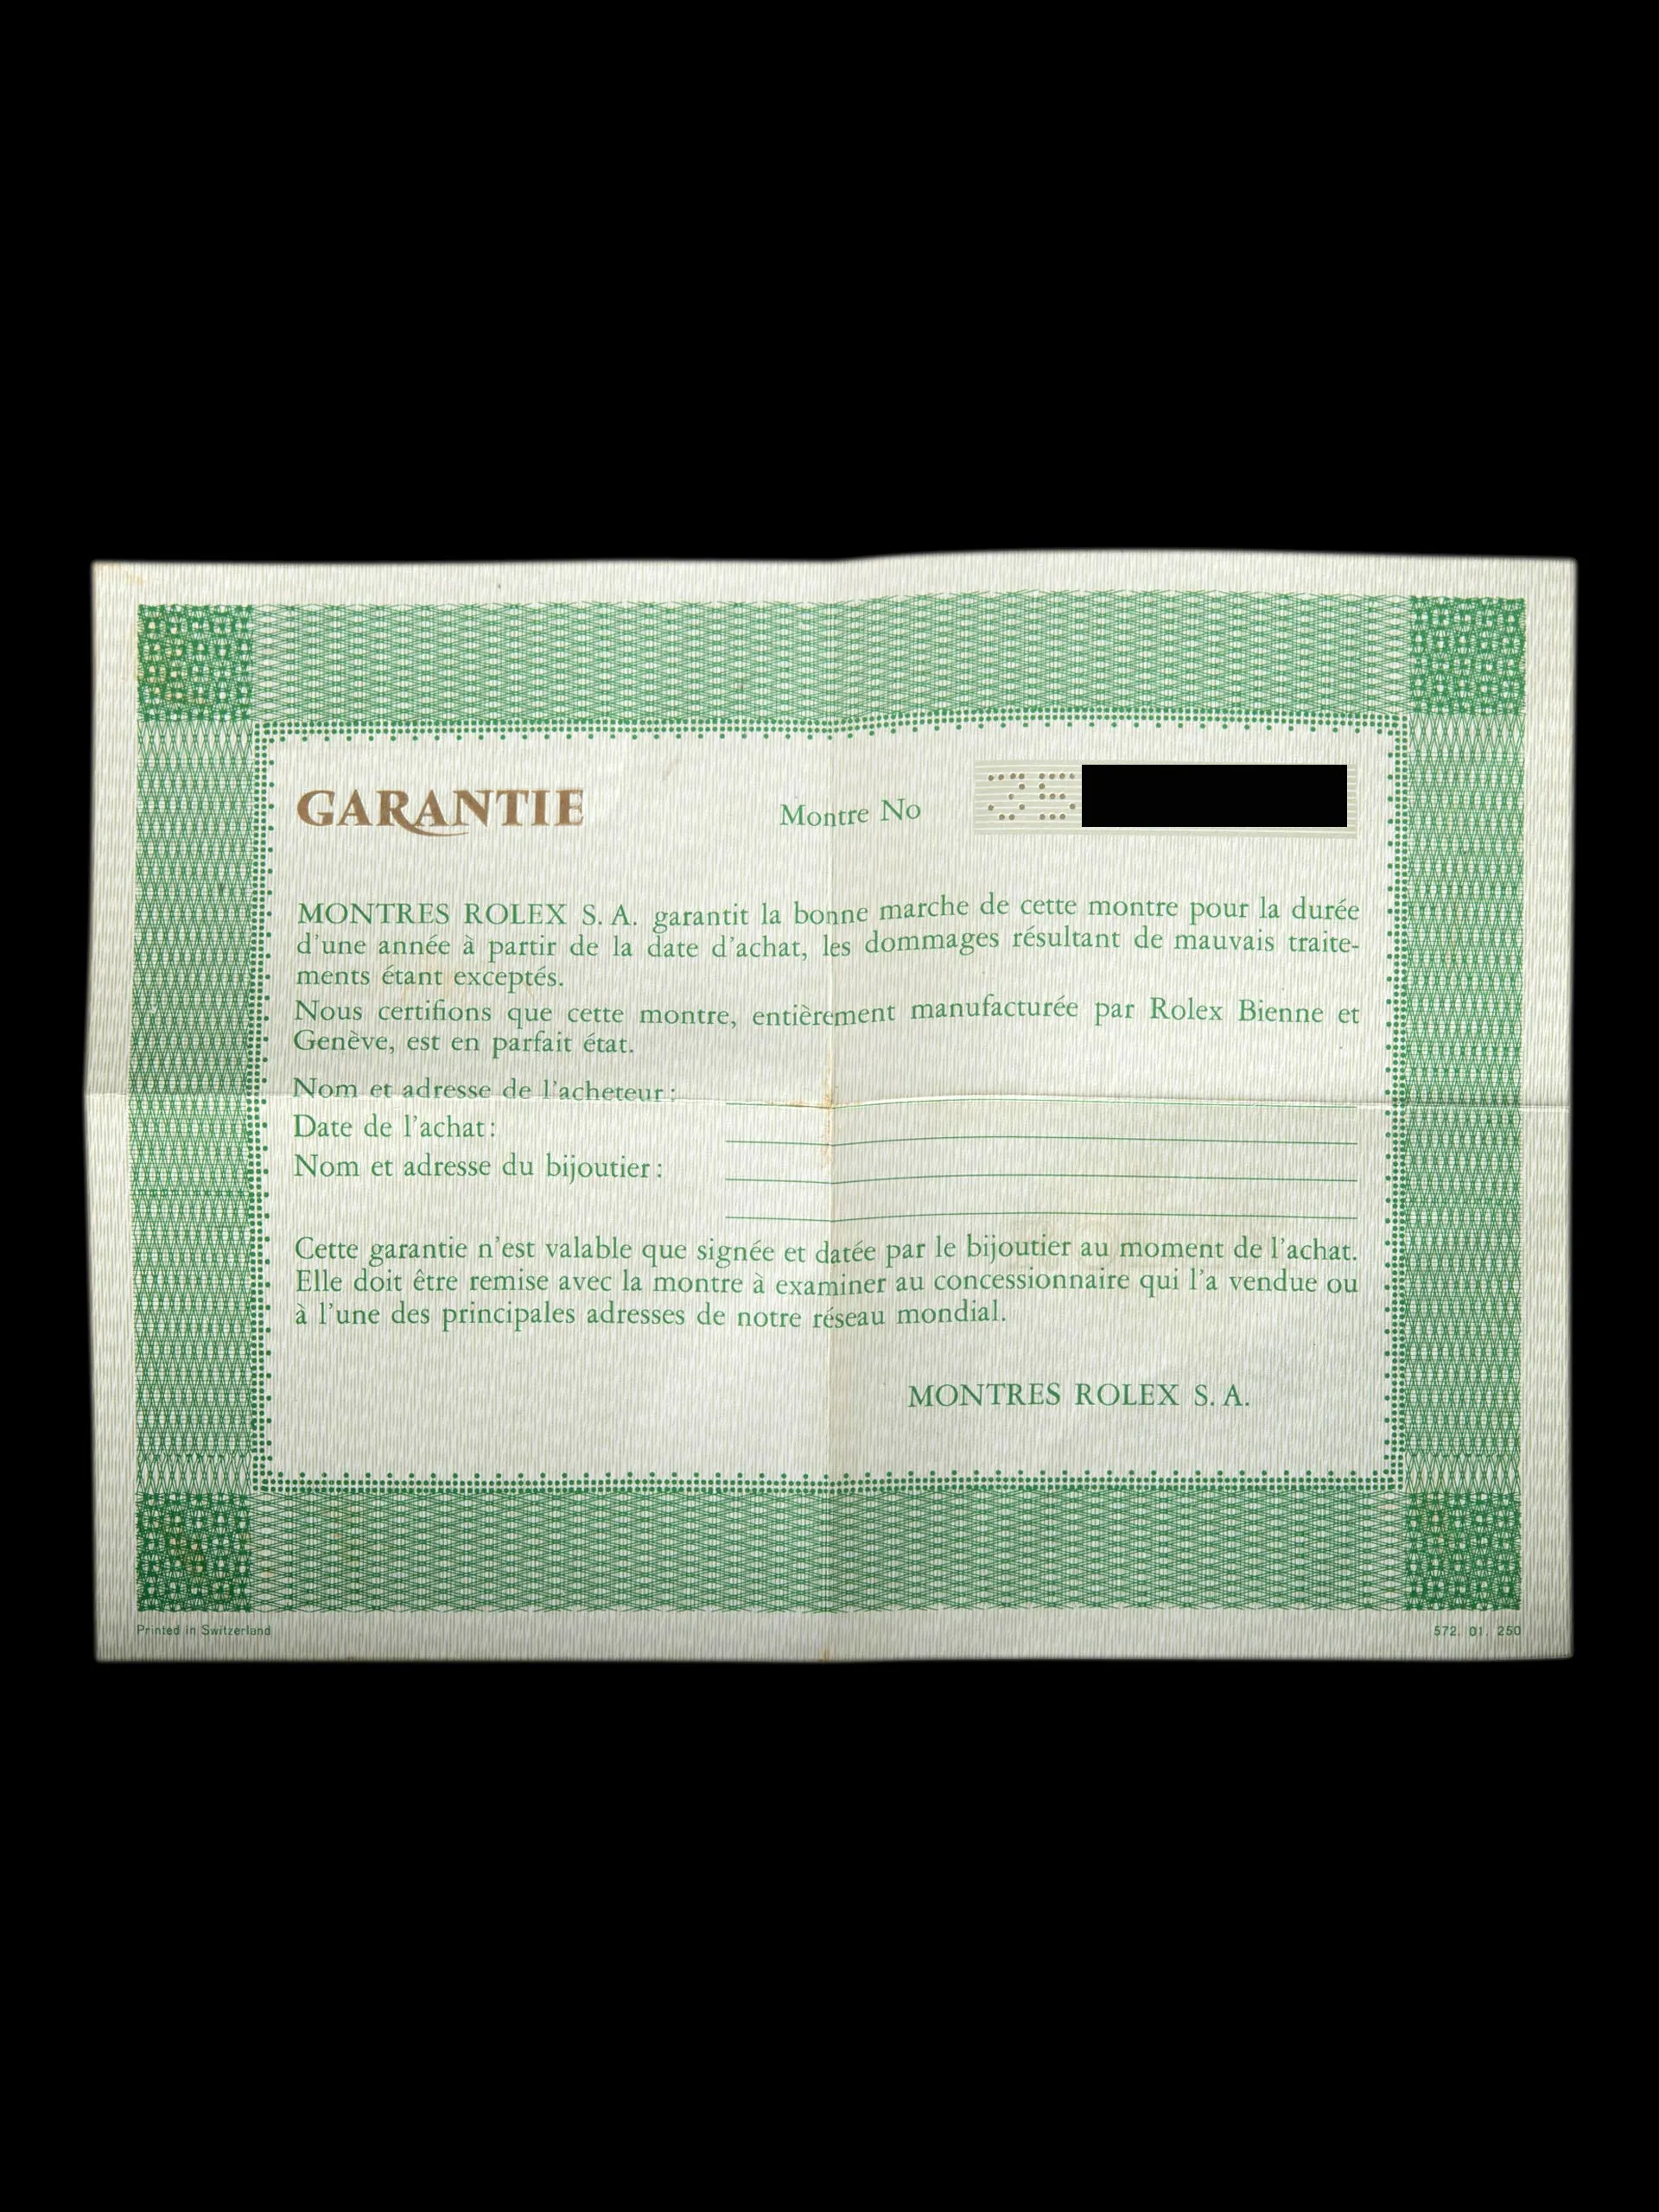 GARANTIE
Montre No 35
MONTRES ROLEX S. A. garantit la bonne marche de cette montre pour la durée
d'une année à partir de la date d'achat, les dommages résultant de mauvais traite-
ments étant exceptés.
Nous certifions que cette montre, entièrement manufacturée par Rolex Bienne et
Genève, est en parfait état.
Nom et adresse de l'acheteur :
Date de l'achat :
Nom et adresse du bijoutier :
Cette garantie n'est valable que signée et datée par le bijoutier au moment de l'achat.
Elle doit être remise avec la montre à examiner au concessionnaire qui l'a vendue ou
à l'une des principales adresses de notre réseau mondial.
MONTRES ROLEX S. A.
Printed in Switzerland
572. 01. 250